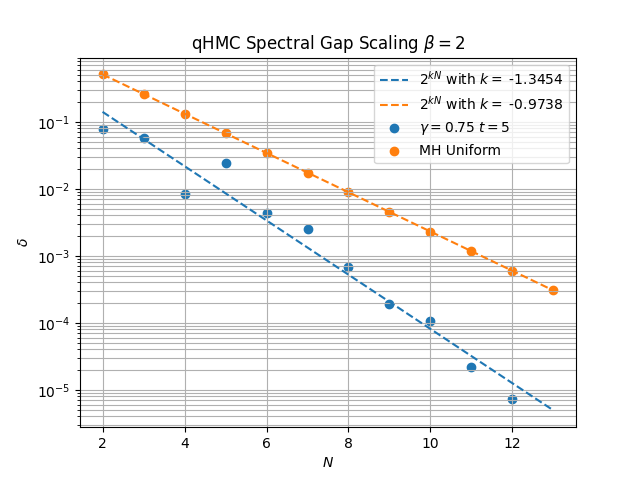 qHMC Spectral Gap Scaling β = 2
2^{kN} with k = -1.3454
2^{kN} with k = -0.9738
γ = 0.75 t = 5
MH Uniform
10^{-1}
10^{-2}
10^{-3}
10^{-4}
10^{-5}
δ
2 4 6 8 10 12
N